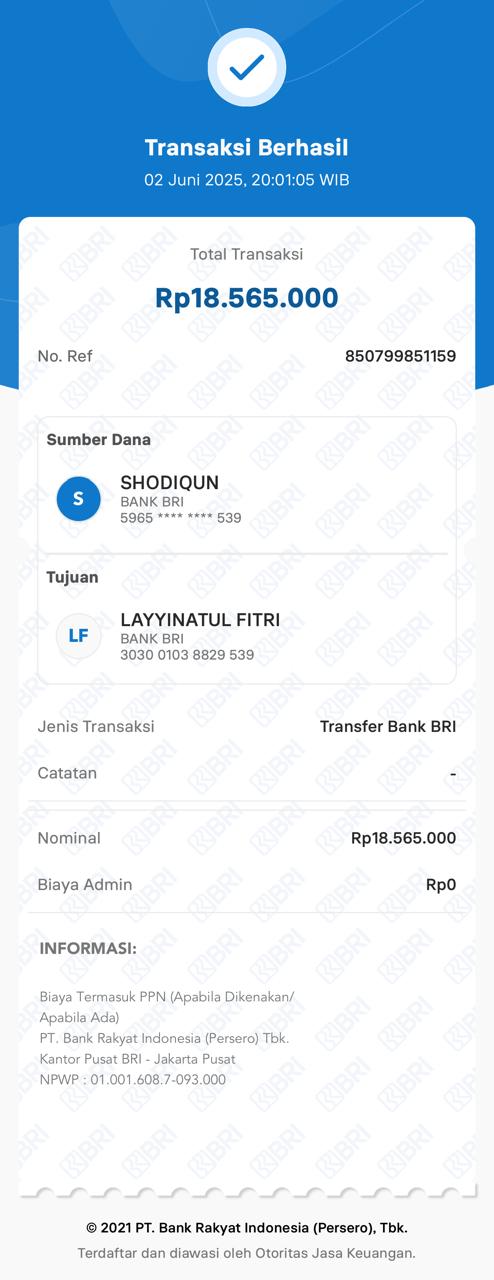 Transaksi Berhasil
02 Juni 2025, 20:01:05 WIB
Total Transaksi
Rp18.565.000
No. Ref 850799851159
Sumber Dana
S
SHODIQUN
BANK BRI
5965 **** **** 539
Tujuan
LF
LAYYINATUL FITRI
BANK BRI
3030 0103 8829 539
Jenis Transaksi Transfer Bank BRI
Catatan -
Nominal Rp18.565.000
Biaya Admin Rp0
INFORMASI:
Biaya Termasuk PPN (Apabila Dikenakan/
Apabila Ada)
PT. Bank Rakyat Indonesia (Persero) Tbk.
Kantor Pusat BRI - Jakarta Pusat
NPWP : 01.001.608.7-093.000
© 2021 PT. Bank Rakyat Indonesia (Persero), Tbk.
Terdaftar dan diawasi oleh Otoritas Jasa Keuangan.